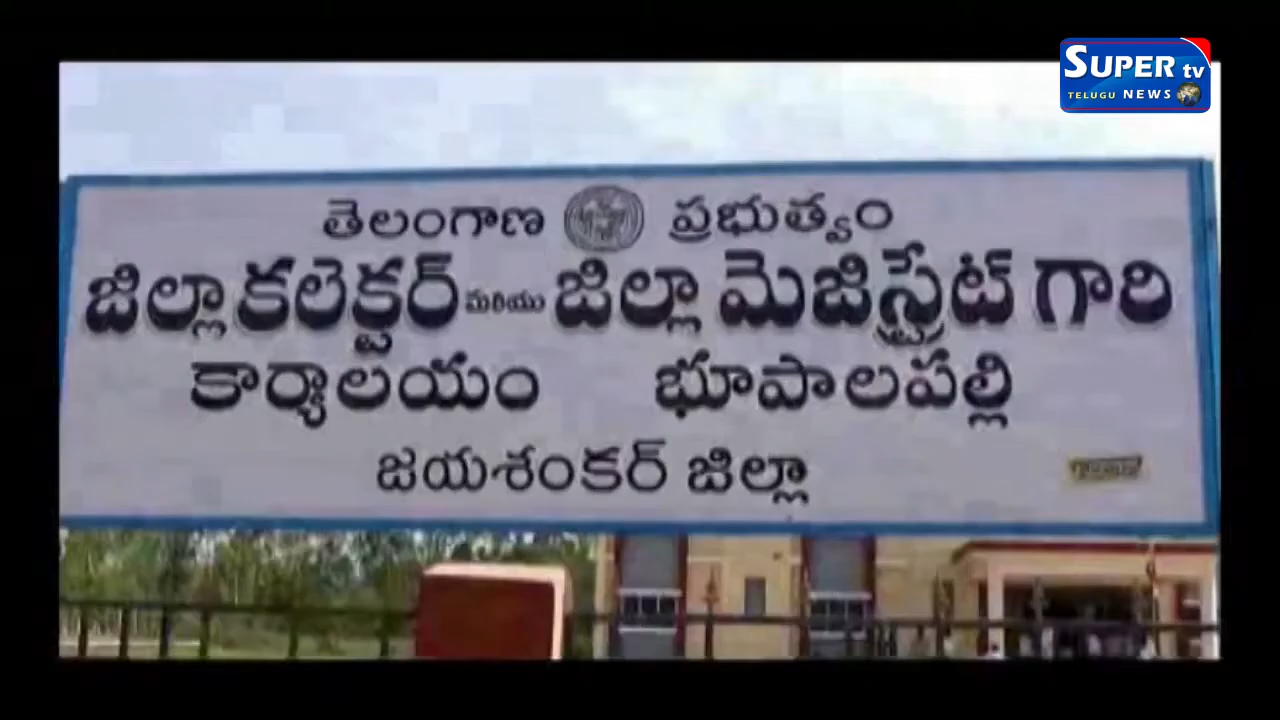 SUPER tv
TELUGU NEWS
తెలంగాణ ప్రభుత్వం
జిల్లా కలెక్టర్ మరియు జిల్లా మెజిస్ట్రేట్ గారి
కార్యాలయం భూపాలపల్లి
జయశంకర్ జిల్లా